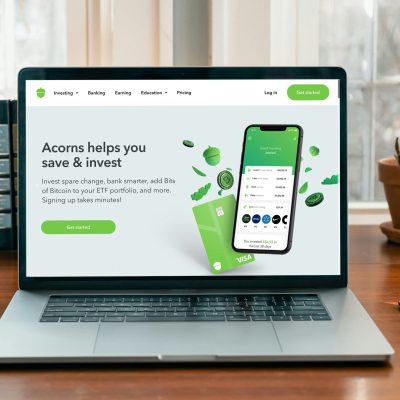 Investing Banking Earning Education Pricing Log in Get started
Acorns helps you
save & invest
Invest spare change, bank smarter, add Bits
of Bitcoin to your ETF portfolio, and more.
Signing up takes minutes!
Get started
VISA